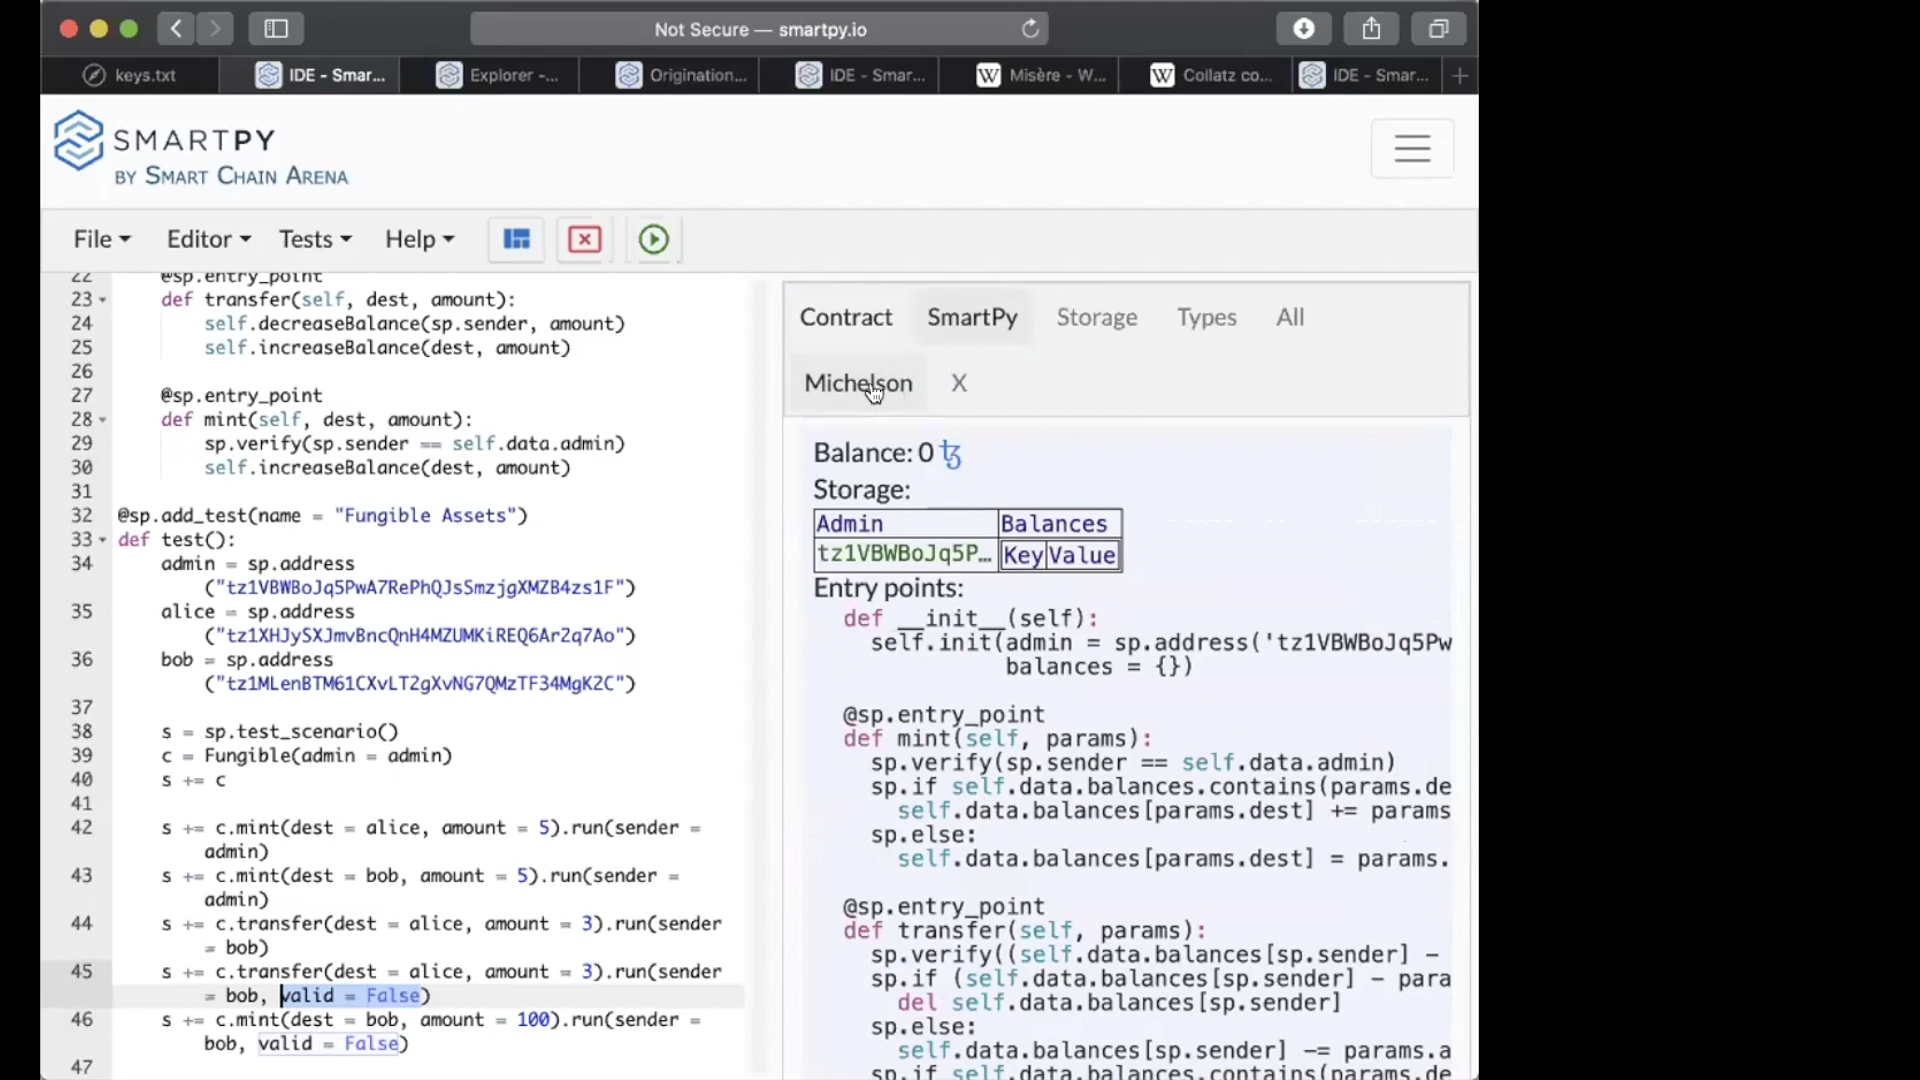 Not Secure — smartpy.io
keys.txt
IDE - Smar...
Explorer -...
Origination...
IDE - Smar...
W Misère - W...
W Collatz co...
IDE - Smar...
SMARTPY
BY SMART CHAIN ARENA
File Editor Tests Help
22 @sp.entry_point
23 def transfer(self, dest, amount):
24 self.decreaseBalance(sp.sender, amount)
25 self.increaseBalance(dest, amount)
26
27 @sp.entry_point
28 def mint(self, dest, amount):
29 sp.verify(sp.sender == self.data.admin)
30 self.increaseBalance(dest, amount)
31
32 @sp.add_test(name = "Fungible Assets")
33 def test():
34 admin = sp.address
("tz1VBWBoJq5PwA7RePhQJsSmzjgXMZB4zs1F")
35 alice = sp.address
("tz1XHJySXJmvBncQnH4MZUMKiREQ6Ar2q7Ao")
36 bob = sp.address
("tz1MLenBTM61CXvLT2gXvNG7QMzTF34MgK2C")
37
38 s = sp.test_scenario()
39 c = Fungible(admin = admin)
40 s += c
41
42 s += c.mint(dest = alice, amount = 5).run(sender =
admin)
43 s += c.mint(dest = bob, amount = 5).run(sender =
admin)
44 s += c.transfer(dest = alice, amount = 3).run(sender
= bob)
45 s += c.transfer(dest = alice, amount = 3).run(sender
= bob, valid = False)
46 s += c.mint(dest = bob, amount = 100).run(sender =
bob, valid = False)
47
Contract SmartPy Storage Types All
Michelson X
Balance: 0 ꜩ
Storage:
Admin Balances
tz1VBWBoJq5P… Key Value
Entry points:
def __init__(self):
self.init(admin = sp.address('tz1VBWBoJq5Pw
balances = {})
@sp.entry_point
def mint(self, params):
sp.verify(sp.sender == self.data.admin)
sp.if self.data.balances.contains(params.de
self.data.balances[params.dest] += params
sp.else:
self.data.balances[params.dest] = params.
@sp.entry_point
def transfer(self, params):
sp.verify((self.data.balances[sp.sender] -
sp.if (self.data.balances[sp.sender] - para
del self.data.balances[sp.sender]
sp.else:
self.data.balances[sp.sender] -= params.a
sp.if self.data.balances.contains(params.de